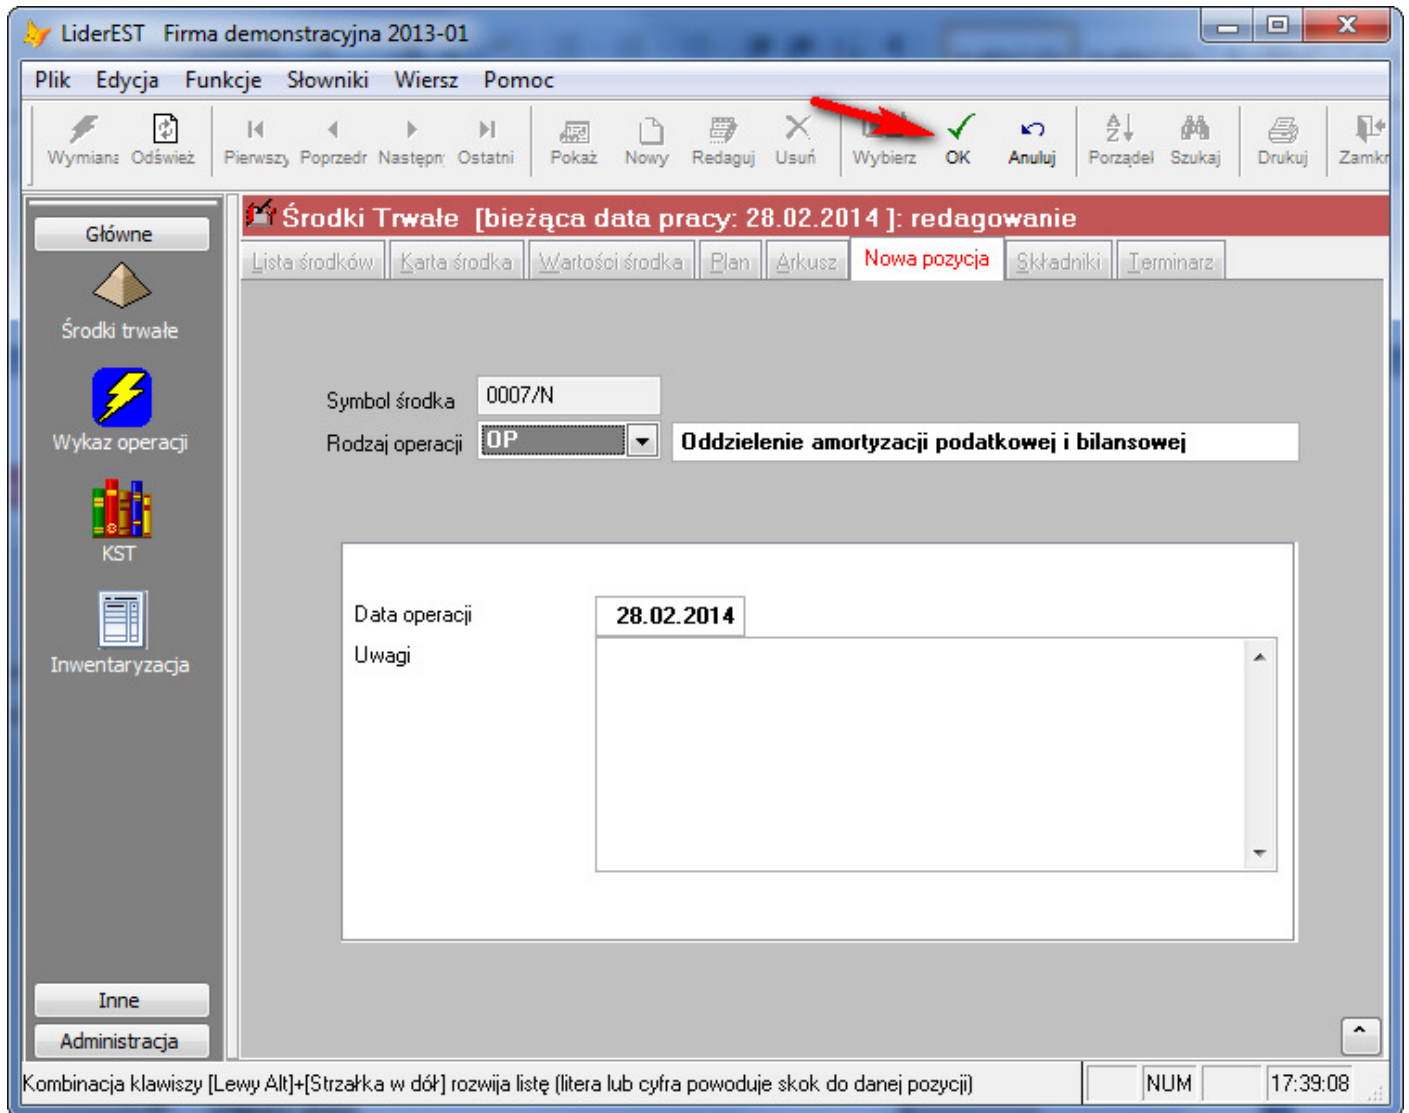 LiderEST Firma demonstracyjna 2013-01
Plik Edycja Funkcje Słowniki Wiersz Pomoc
Wymiana Odśwież Pierwszy Poprzedr Następn Ostatni Pokaż Nowy Redaguj Usuń Wybierz OK Anuluj Porządel Szukaj Drukuj Zamkr
Główne
Środki trwałe
Wykaz operacji
KST
Inwentaryzacja
Inne
Administracja
Środki Trwałe [bieżąca data pracy: 28.02.2014 ]: redagowanie
Lista środków Karta środka Wartości środka Plan Arkusz Nowa pozycja Składniki Terminarz
Symbol środka 0007/N
Rodzaj operacji OP Oddzielenie amortyzacji podatkowej i bilansowej
Data operacji 28.02.2014
Uwagi
Kombinacja klawiszy [Lewy Alt]+[Strzałka w dół] rozwija listę (litera lub cyfra powoduje skok do danej pozycji) NUM 17:39:08